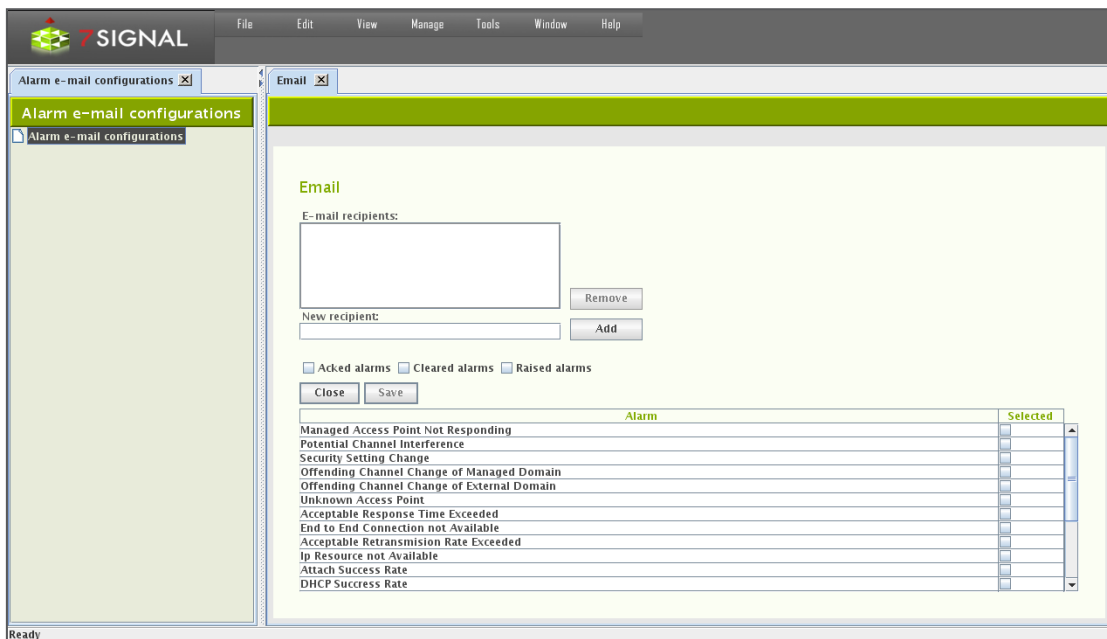 7SIGNAL File Edit View Manage Tools Window Help
Alarm e-mail configurations Email
Alarm e-mail configurations
Alarm e-mail configurations
Email
E-mail recipients:
Remove
New recipient:
Add
Acked alarms Cleared alarms Raised alarms
Close Save
Alarm Selected
Managed Access Point Not Responding
Potential Channel Interference
Security Setting Change
Offending Channel Change of Managed Domain
Offending Channel Change of External Domain
Unknown Access Point
Acceptable Response Time Exceeded
End to End Connection not Available
Acceptable Retransmision Rate Exceeded
Ip Resource not Available
Attach Success Rate
DHCP Succress Rate
Ready